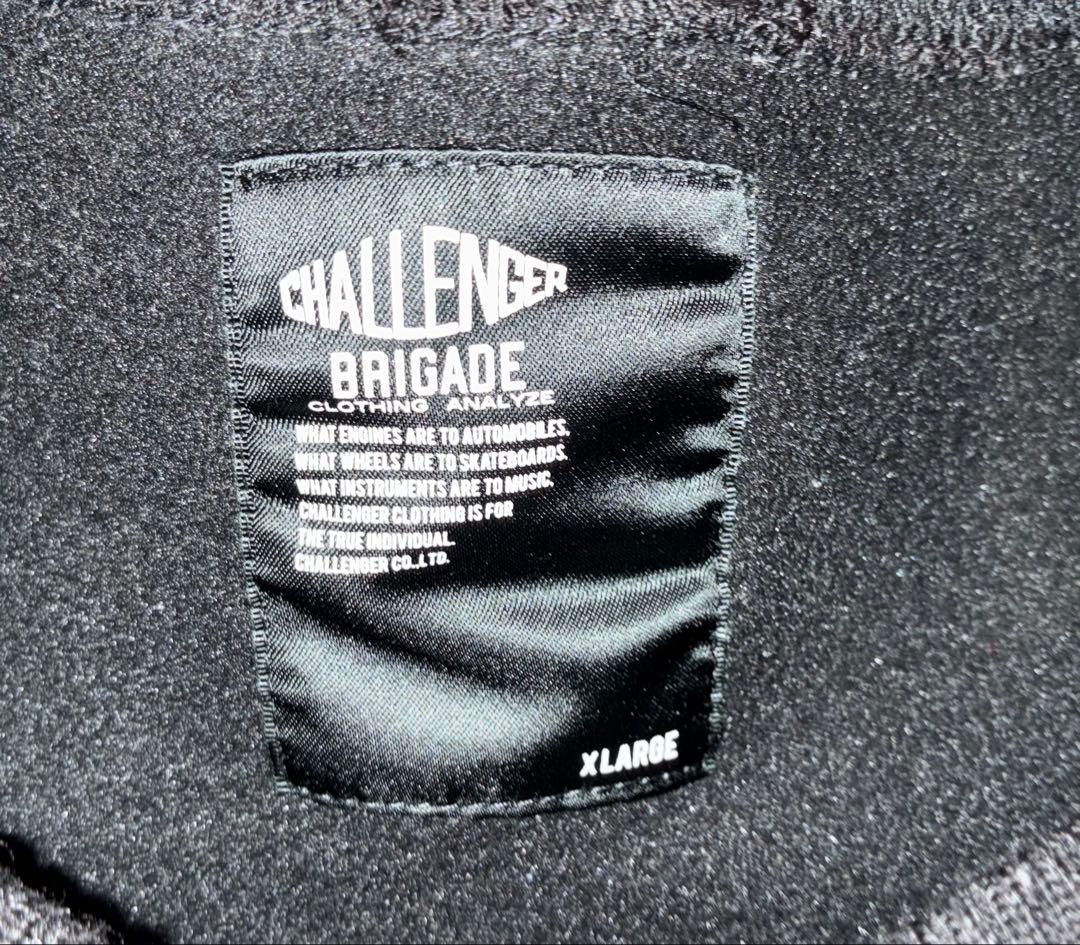 CHALLENGER
BRIGADE
CLOTHING ANALYZE
WHAT ENGINES ARE TO AUTOMOBILES.
WHAT WHEELS ARE TO SKATEBOARDS.
WHAT INSTRUMENTS ARE TO MUSIC.
CHALLENGER CLOTHING IS FOR
THE TRUE INDIVIDUAL.
CHALLENGER CO.,LTD.
XLARGE